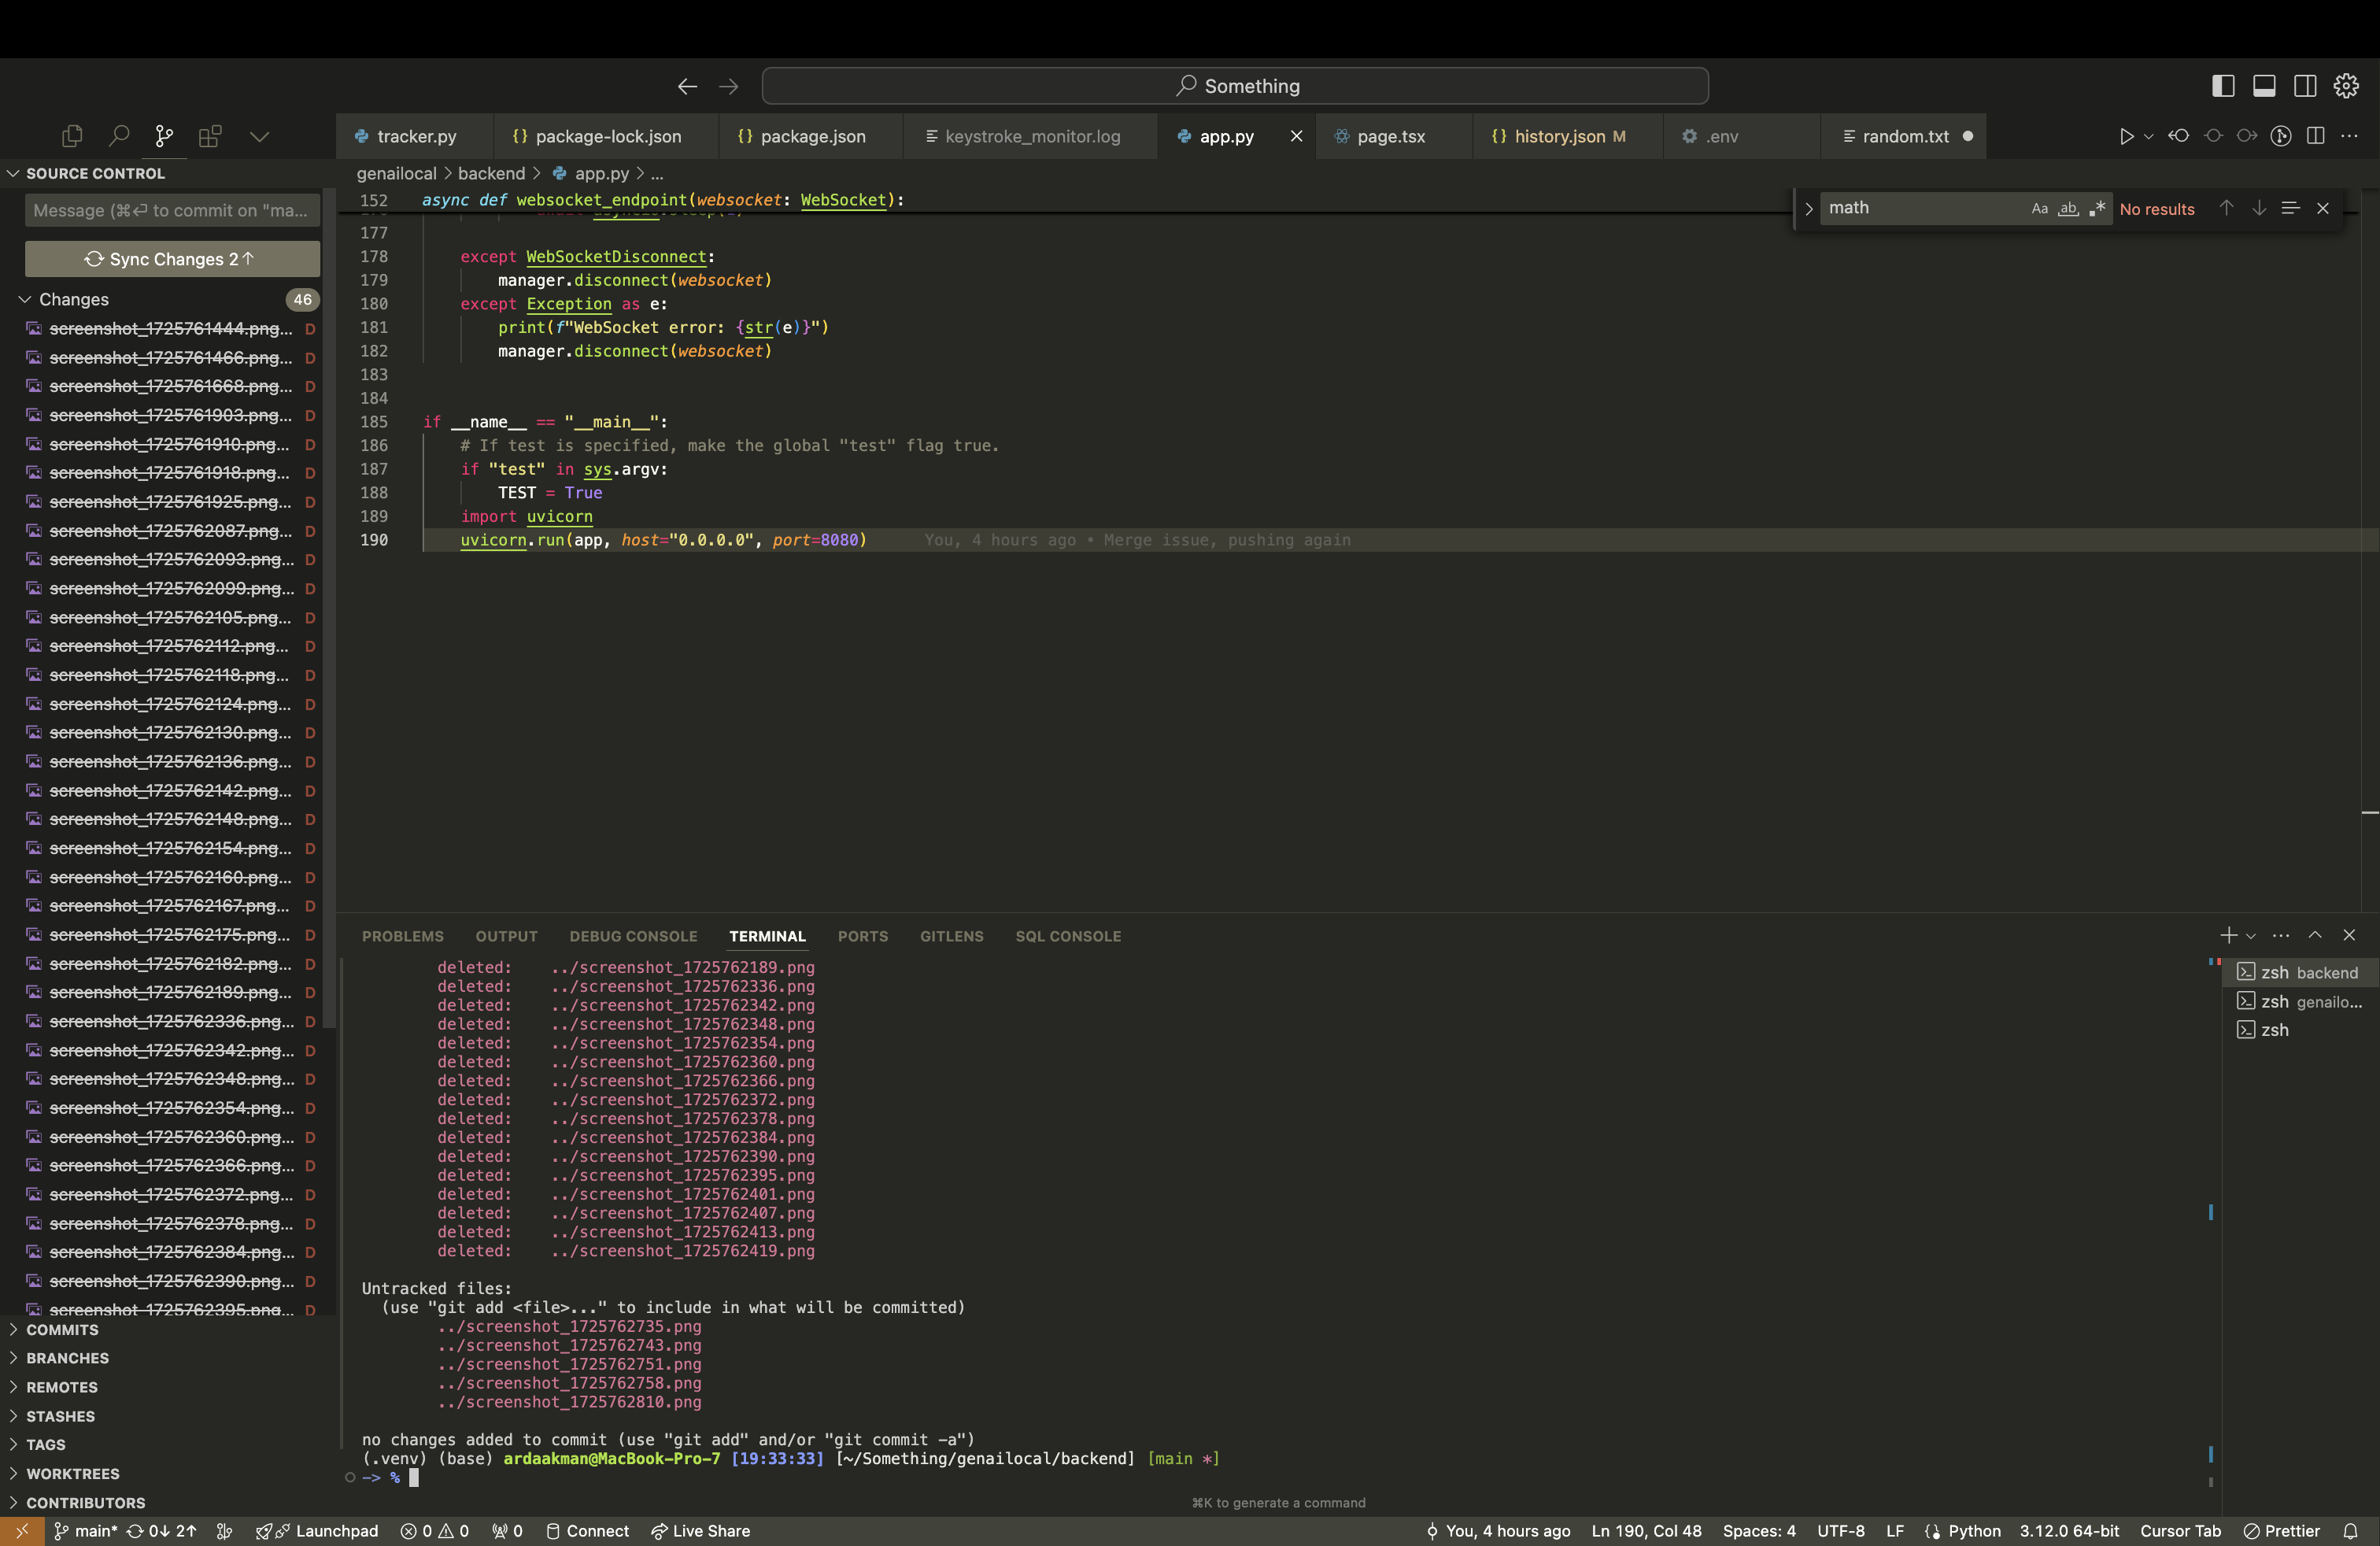 Something
tracker.py
package-lock.json
package.json
keystroke_monitor.log
app.py
page.tsx
history.json M
.env
random.txt
SOURCE CONTROL
Message (⌘⏎ to commit on "ma...
Sync Changes 2↑
Changes 46
screenshot_1725761444.png... D
screenshot_1725761466.png... D
screenshot_1725761668.png... D
screenshot_1725761903.png... D
screenshot_1725761910.png... D
screenshot_1725761918.png... D
screenshot_1725761925.png... D
screenshot_1725762087.png... D
screenshot_1725762093.png... D
screenshot_1725762099.png... D
screenshot_1725762105.png... D
screenshot_1725762112.png... D
screenshot_1725762118.png... D
screenshot_1725762124.png... D
screenshot_1725762130.png... D
screenshot_1725762136.png... D
screenshot_1725762142.png... D
screenshot_1725762148.png... D
screenshot_1725762154.png... D
screenshot_1725762160.png... D
screenshot_1725762167.png... D
screenshot_1725762175.png... D
screenshot_1725762182.png... D
screenshot_1725762189.png... D
screenshot_1725762336.png... D
screenshot_1725762342.png... D
screenshot_1725762348.png... D
screenshot_1725762354.png... D
screenshot_1725762360.png... D
screenshot_1725762366.png... D
screenshot_1725762372.png... D
screenshot_1725762378.png... D
screenshot_1725762384.png... D
screenshot_1725762390.png... D
screenshot_1725762395.png... D
COMMITS
BRANCHES
REMOTES
STASHES
TAGS
WORKTREES
CONTRIBUTORS
genailocal > backend > app.py > ...
152 async def websocket_endpoint(websocket: WebSocket):
177
178 except WebSocketDisconnect:
179 manager.disconnect(websocket)
180 except Exception as e:
181 print(f"WebSocket error: {str(e)}")
182 manager.disconnect(websocket)
183
184
185 if __name__ == "__main__":
186 # If test is specified, make the global "test" flag true.
187 if "test" in sys.argv:
188 TEST = True
189 import uvicorn
190 uvicorn.run(app, host="0.0.0.0", port=8080) You, 4 hours ago • Merge issue, pushing again
math Aa ab .* No results
PROBLEMS OUTPUT DEBUG CONSOLE TERMINAL PORTS GITLENS SQL CONSOLE
deleted: ../screenshot_1725762189.png
deleted: ../screenshot_1725762336.png
deleted: ../screenshot_1725762342.png
deleted: ../screenshot_1725762348.png
deleted: ../screenshot_1725762354.png
deleted: ../screenshot_1725762360.png
deleted: ../screenshot_1725762366.png
deleted: ../screenshot_1725762372.png
deleted: ../screenshot_1725762378.png
deleted: ../screenshot_1725762384.png
deleted: ../screenshot_1725762390.png
deleted: ../screenshot_1725762395.png
deleted: ../screenshot_1725762401.png
deleted: ../screenshot_1725762407.png
deleted: ../screenshot_1725762413.png
deleted: ../screenshot_1725762419.png
Untracked files:
(use "git add <file>..." to include in what will be committed)
../screenshot_1725762735.png
../screenshot_1725762743.png
../screenshot_1725762751.png
../screenshot_1725762758.png
../screenshot_1725762810.png
no changes added to commit (use "git add" and/or "git commit -a")
(.venv) (base) ardaakman@MacBook-Pro-7 [19:33:33] [~/Something/genailocal/backend] [main *]
-> %
⌘K to generate a command
zsh backend
zsh genailo...
zsh
main* 0↓ 2↑ Launchpad 0 0 0 Connect Live Share
You, 4 hours ago Ln 190, Col 48 Spaces: 4 UTF-8 LF Python 3.12.0 64-bit Cursor Tab Prettier